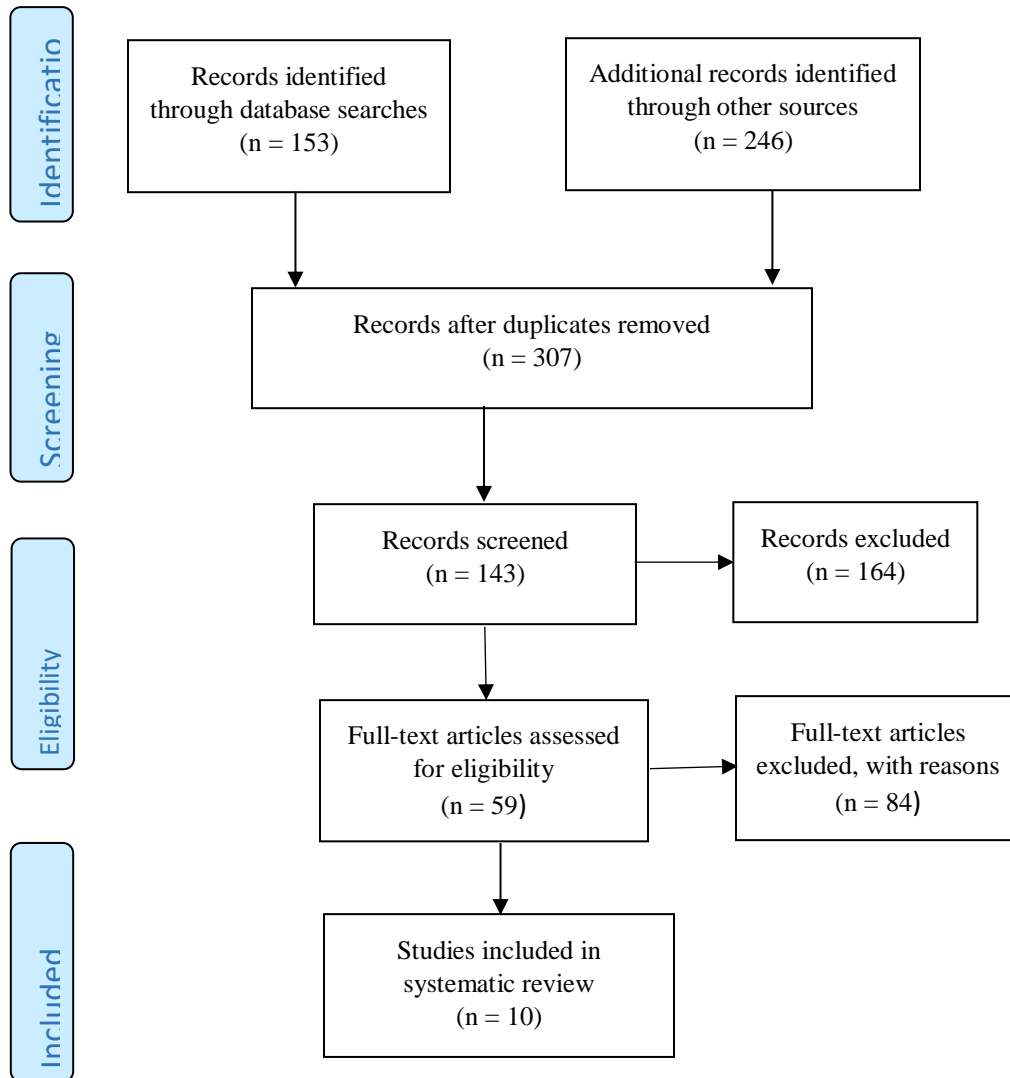 Identificatio
Records identified
through database searches
(n = 153)
Additional records identified
through other sources
(n = 246)
Screening
Records after duplicates removed
(n = 307)
Eligibility
Records screened
(n = 143)
Records excluded
(n = 164)
Full-text articles assessed
for eligibility
(n = 59)
Full-text articles
excluded, with reasons
(n = 84)
Included
Studies included in
systematic review
(n = 10)